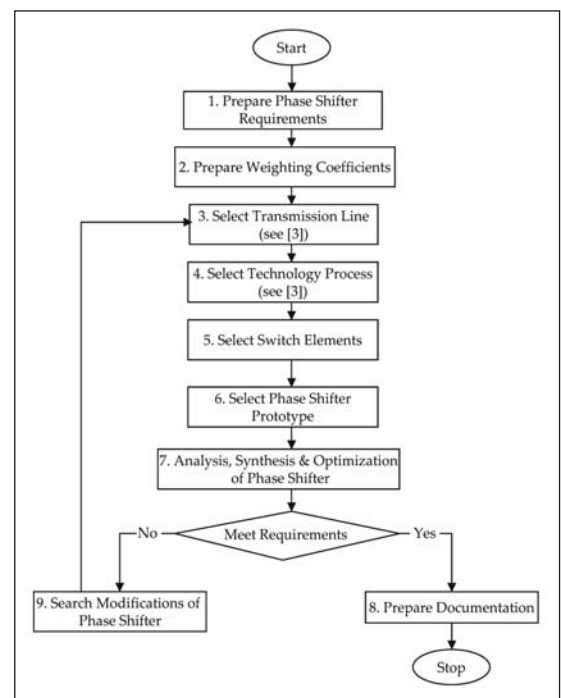 Start
1. Prepare Phase Shifter
Requirements
2. Prepare Weighting Coefficients
3. Select Transmission Line
(see [3])
4. Select Technology Process
(see [3])
5. Select Switch Elements
6. Select Phase Shifter
Prototype
7. Analysis, Synthesis & Optimization
of Phase Shifter
No
Meet Requirements
Yes
9. Search Modifications of
Phase Shifter
8. Prepare Documentation
Stop